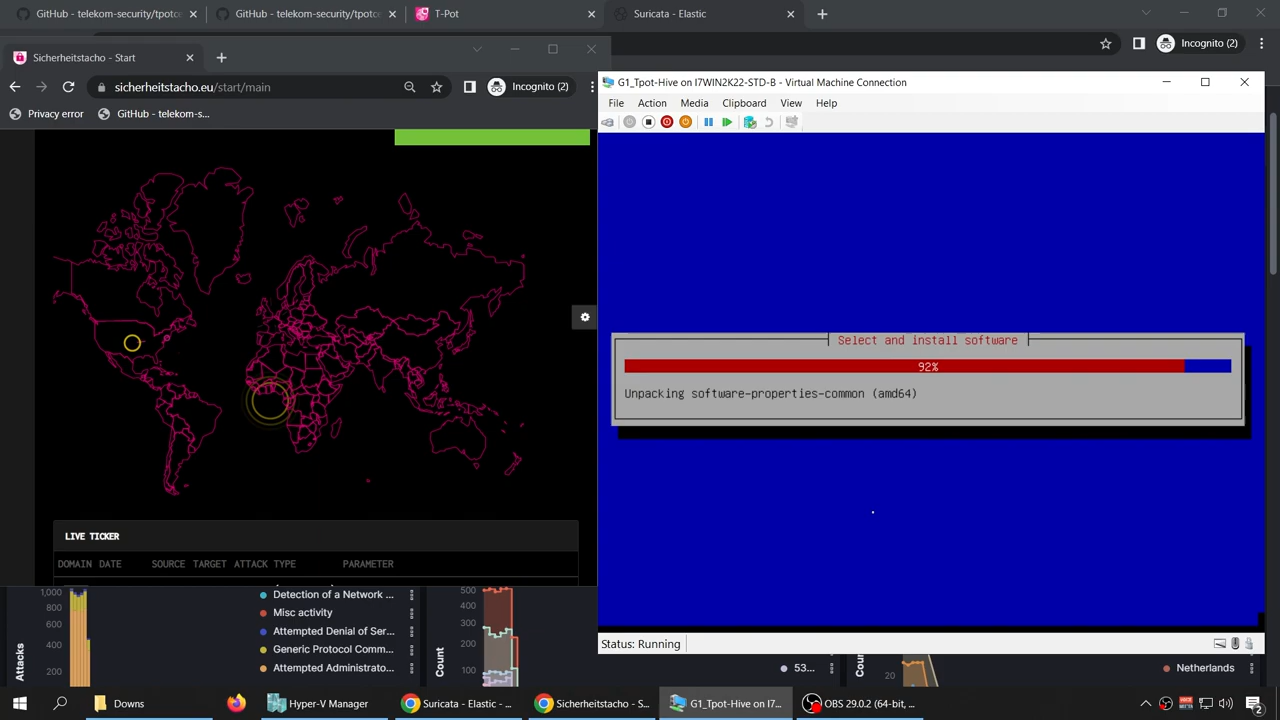 GitHub - telekom-security/tpotce
GitHub - telekom-security/tpotce
T-Pot
Suricata - Elastic
Incognito (2)
Sicherheitstacho - Start
sicherheitstacho.eu/start/main
Incognito (2)
Privacy error
GitHub - telekom-s...
G1_Tpot-Hive on I7WIN2K22-STD-B - Virtual Machine Connection
File Action Media Clipboard View Help
Select and install software
92%
Unpacking software-properties-common (amd64)
LIVE TICKER
DOMAIN DATE SOURCE TARGET ATTACK TYPE PARAMETER
Attacks
1,000
800
600
400
200
Detection of a Network ...
Misc activity
Attempted Denial of Ser...
Generic Protocol Comm...
Attempted Administrato...
Count
500
400
300
200
100
53...
20
Netherlands
Status: Running
Downs
Hyper-V Manager
Suricata - Elastic - ...
Sicherheitstacho - S...
G1_Tpot-Hive on I7...
OBS 29.0.2 (64-bit, ...
2